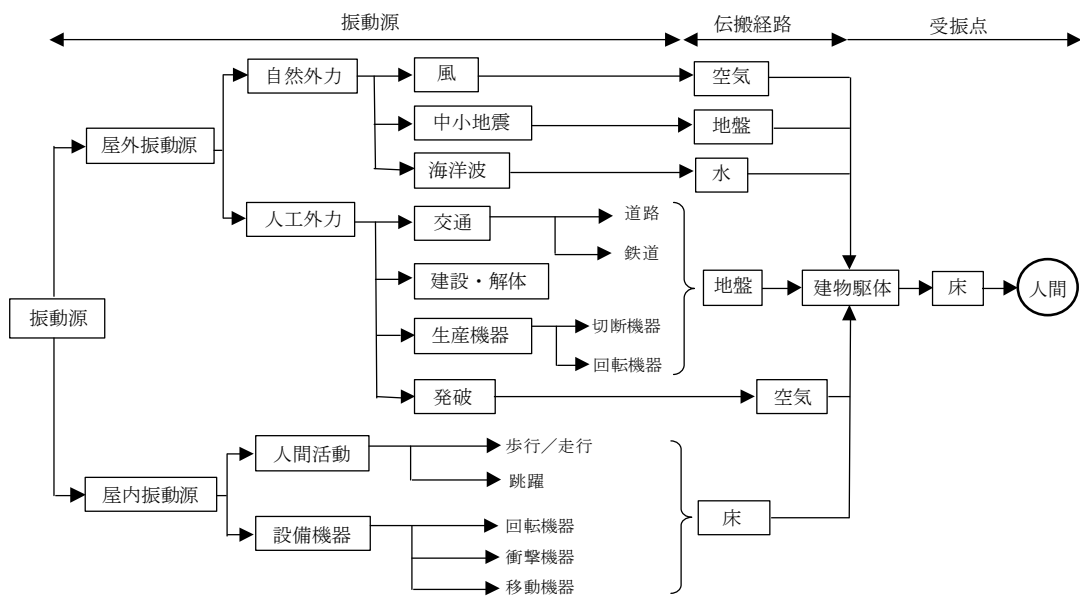 振動源
伝搬経路
受振点
自然外力
風
空気
中小地震
地盤
屋外振動源
海洋波
水
人工外力
交通
道路
鉄道
建設・解体
地盤
建物駆体
床
人間
振動源
生産機器
切断機器
回転機器
発破
空気
人間活動
歩行／走行
跳躍
屋内振動源
床
設備機器
回転機器
衝撃機器
移動機器